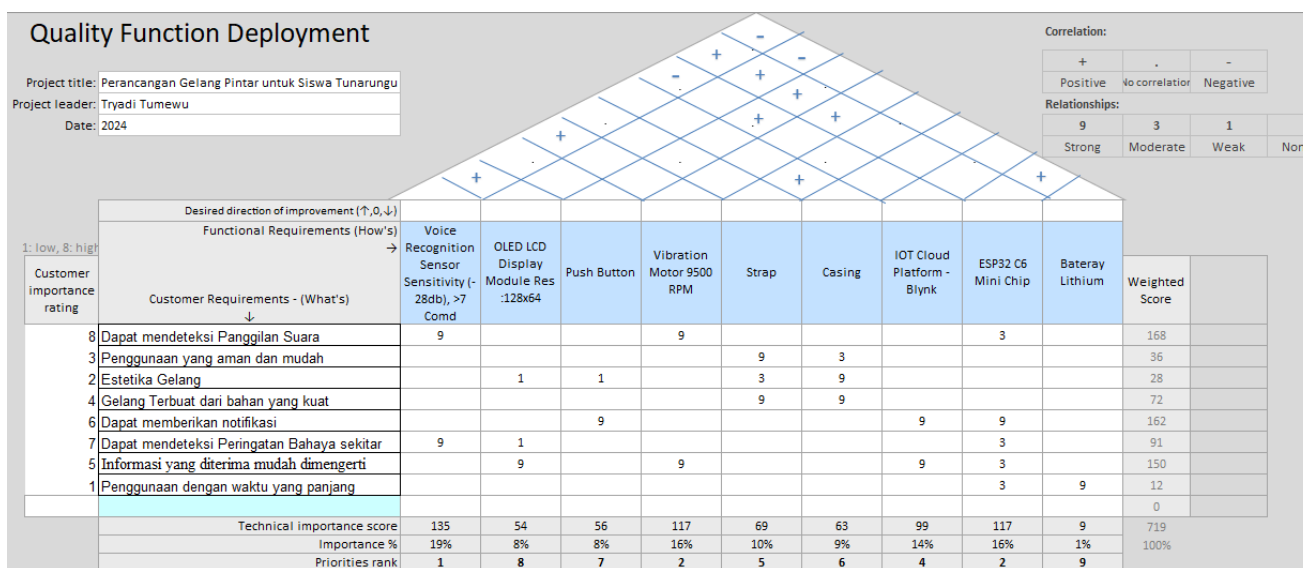 Quality Function Deployment
Project title: Perancangan Gelang Pintar untuk Siswa Tunarungu
Project leader: Tryadi Tumewu
Date: 2024
Correlation:
+ . -
Positive No correlation Negative
Relationships:
9 3 1
Strong Moderate Weak Non
-
+ +
- +
. +
. + +
+ . .
+ . + +
Desired direction of improvement (↑,0,↓)
1: low, 8: high
Functional Requirements (How's) →
Customer importance rating
Customer Requirements - (What's) ↓
Voice Recognition Sensor Sensitivity (-28db), >7 Comd
OLED LCD Display Module Res :128x64
Push Button
Vibration Motor 9500 RPM
Strap
Casing
IOT Cloud Platform - Blynk
ESP32 C6 Mini Chip
Bateray Lithium
Weighted Score
8 Dapat mendeteksi Panggilan Suara 9 9 3 168
3 Penggunaan yang aman dan mudah 9 3 36
2 Estetika Gelang 1 1 3 9 28
4 Gelang Terbuat dari bahan yang kuat 9 9 72
6 Dapat memberikan notifikasi 9 9 9 162
7 Dapat mendeteksi Peringatan Bahaya sekitar 9 1 3 91
5 Informasi yang diterima mudah dimengerti 9 9 9 3 150
1 Penggunaan dengan waktu yang panjang 3 9 12
0
Technical importance score 135 54 56 117 69 63 99 117 9 719
Importance % 19% 8% 8% 16% 10% 9% 14% 16% 1% 100%
Priorities rank 1 8 7 2 5 6 4 2 9